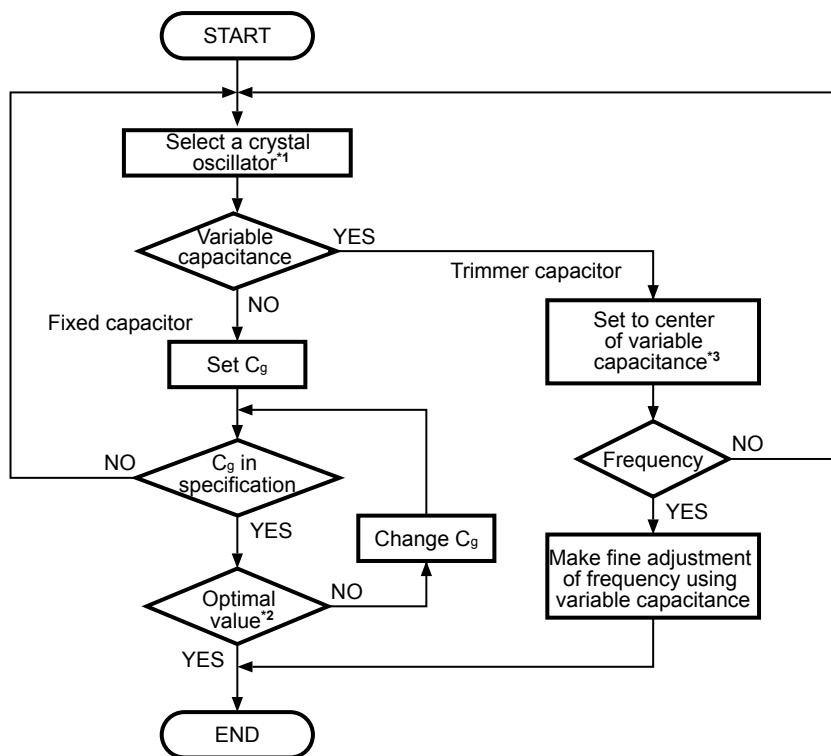 START
Select a crystal
oscillator*1
Variable
capacitance
YES
Trimmer capacitor
NO
Fixed capacitor
Set Cg
Set to center
of variable
capacitance*3
Cg in
specification
NO
YES
Frequency
NO
YES
Change Cg
Make fine adjustment
of frequency using
variable capacitance
Optimal
value*2
NO
YES
END